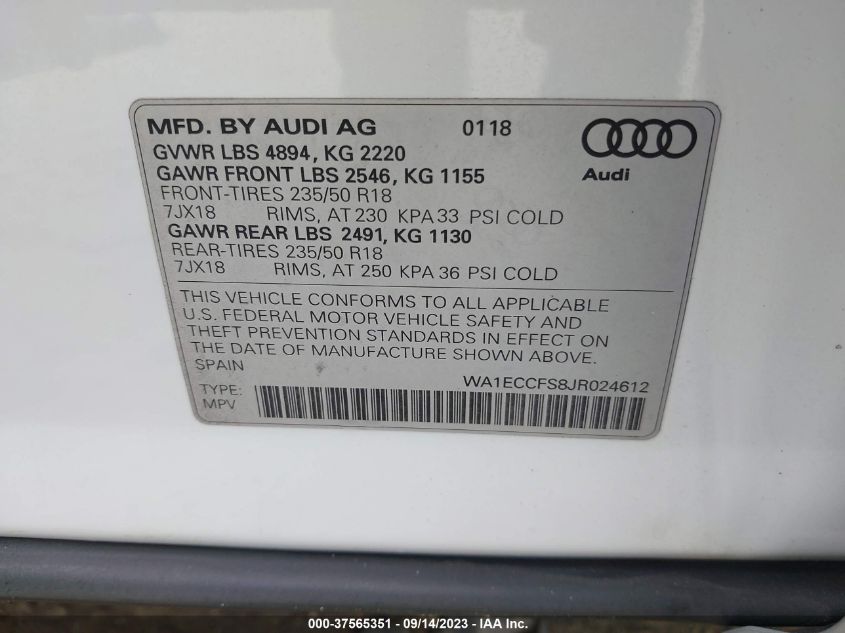 MFD. BY AUDI AG 0118
Audi
GVWR LBS 4894, KG 2220
GAWR FRONT LBS 2546, KG 1155
FRONT-TIRES 235/50 R18
7JX18 RIMS, AT 230 KPA 33 PSI COLD
GAWR REAR LBS 2491, KG 1130
REAR-TIRES 235/50 R18
7JX18 RIMS, AT 250 KPA 36 PSI COLD
THIS VEHICLE CONFORMS TO ALL APPLICABLE
U.S. FEDERAL MOTOR VEHICLE SAFETY AND
THEFT PREVENTION STANDARDS IN EFFECT ON
THE DATE OF MANUFACTURE SHOWN ABOVE.
SPAIN
WA1ECCFS8JR024612
TYPE:
MPV
000-37565351 - 09/14/2023 - WWW.IAAI.COM